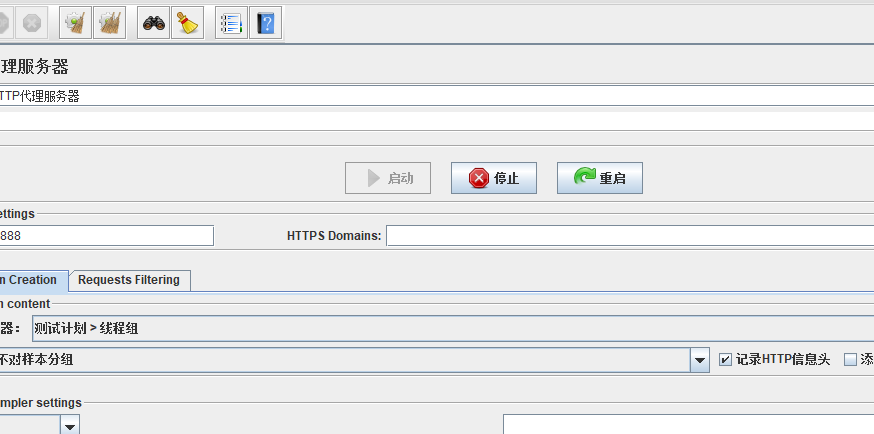 理服务器
TTP代理服务器
启动 停止 重启
ettings
888 HTTPS Domains:
n Creation Requests Filtering
n content
器： 测试计划 > 线程组
不对样本分组 记录HTTP信息头 添
mpler settings